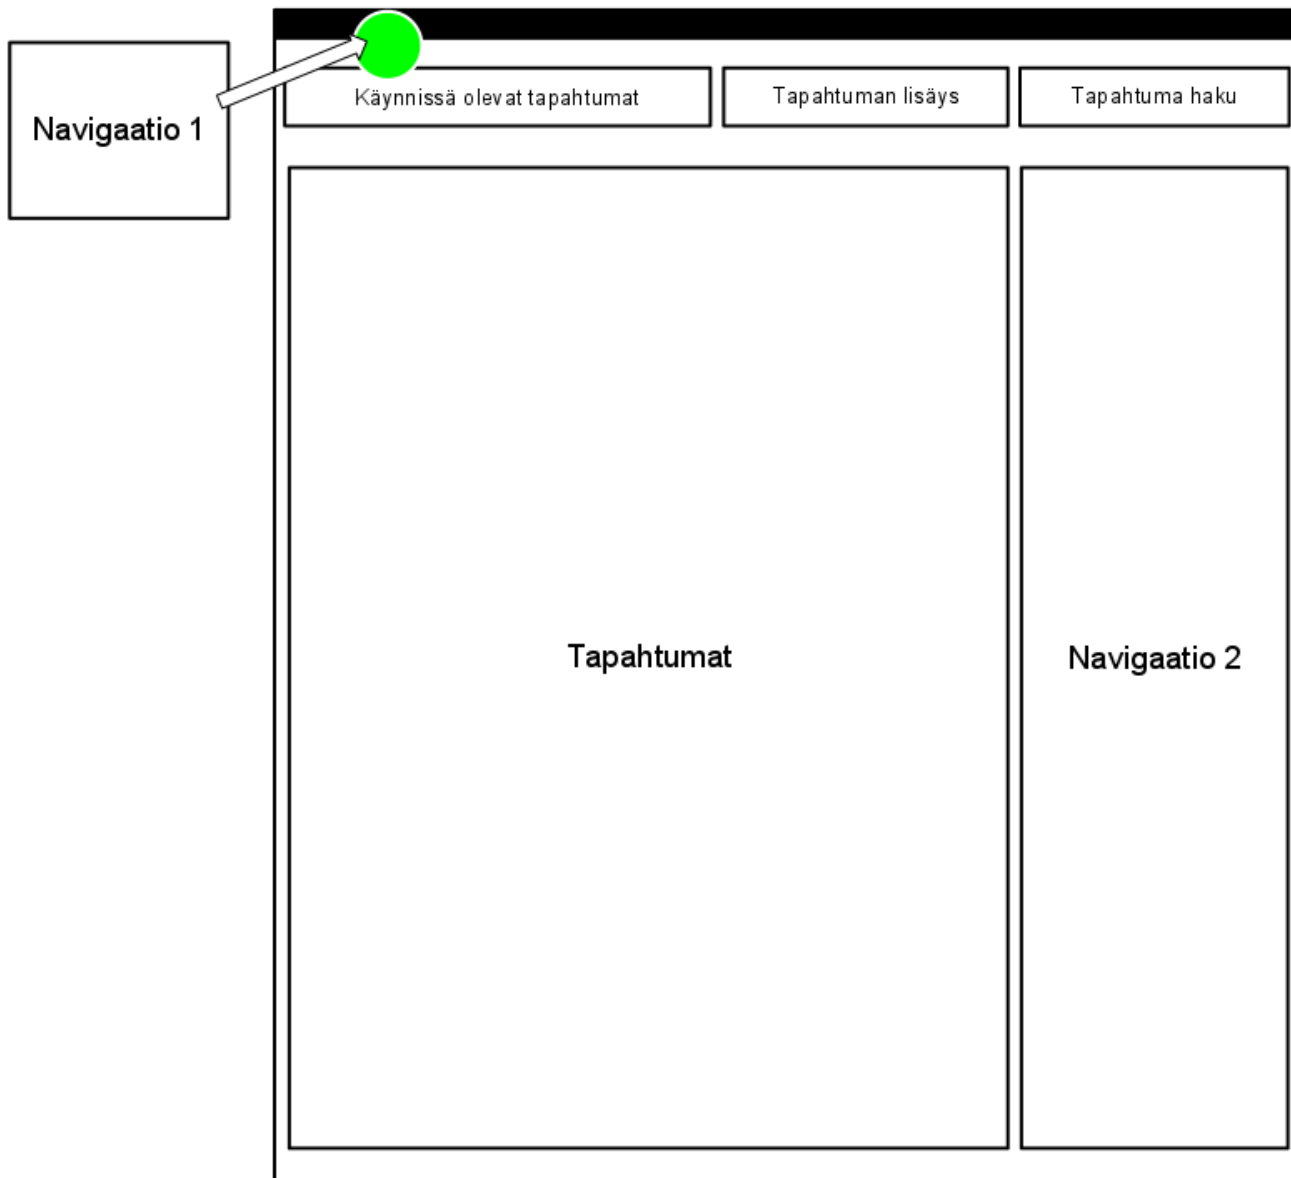 Navigaatio 1
Käynnissä olevat tapahtumat
Tapahtuman lisäys
Tapahtuma haku
Tapahtumat
Navigaatio 2